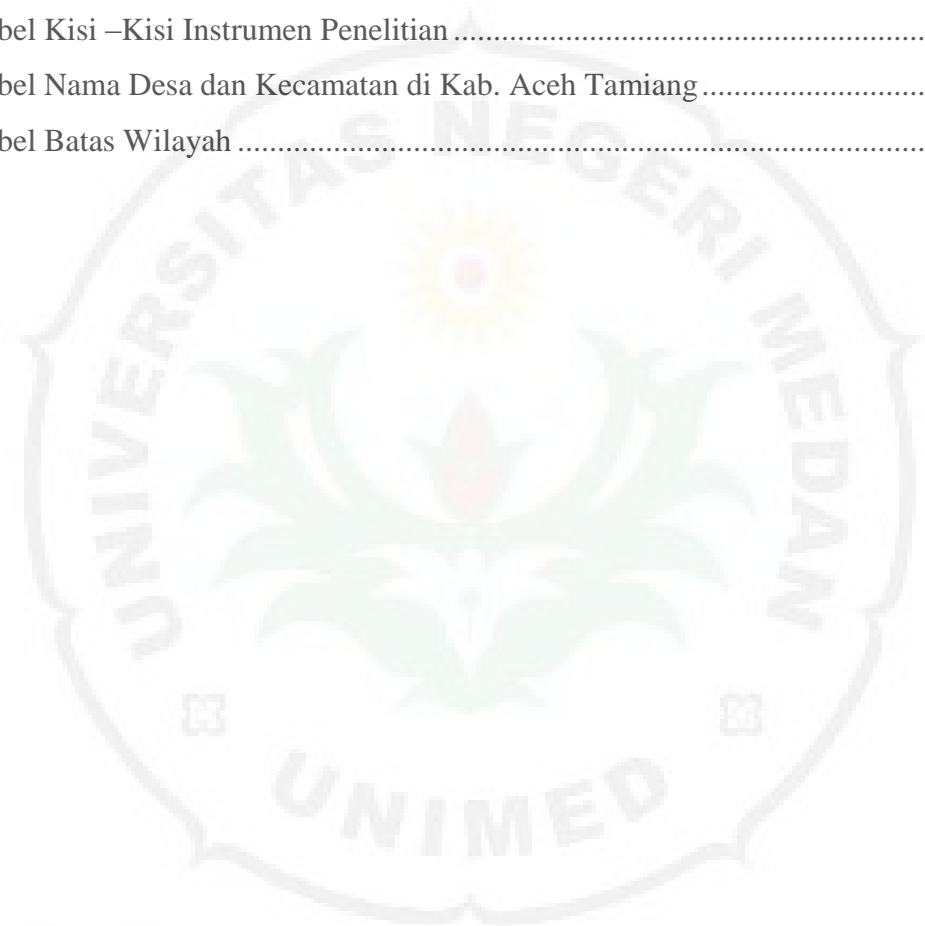 bel Kisi –Kisi Instrumen Penelitian ..........................................................
bel Nama Desa dan Kecamatan di Kab. Aceh Tamiang ............................
bel Batas Wilayah .....................................................................................
UNIVERSITAS NEGERI MEDAN
UNIMED